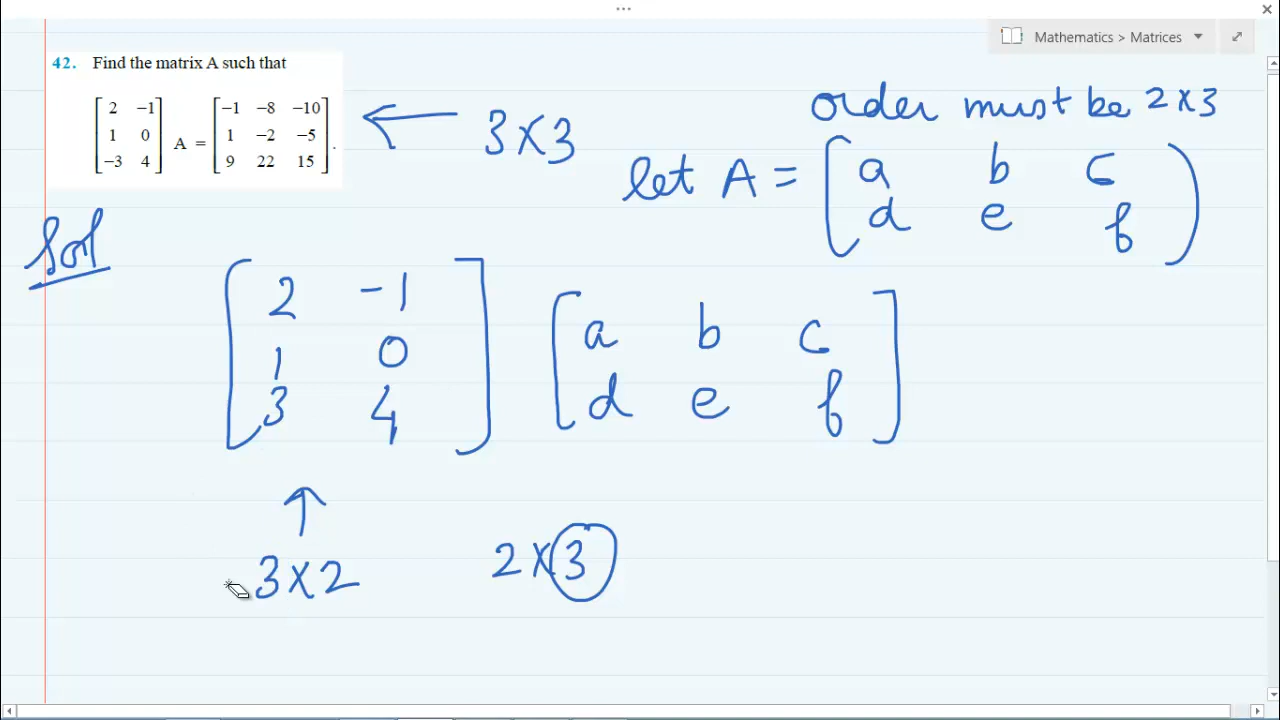 Mathematics > Matrices
42. Find the matrix A such that
2 −1
1 0
−3 4
A =
−1 −8 −10
1 −2 −5
9 22 15
.
3 X 3
order must be 2 X 3
let A =
a b c
d e f
Sol
2 -1
1 0
3 4
a b c
d e f
3 X 2
2 X 3